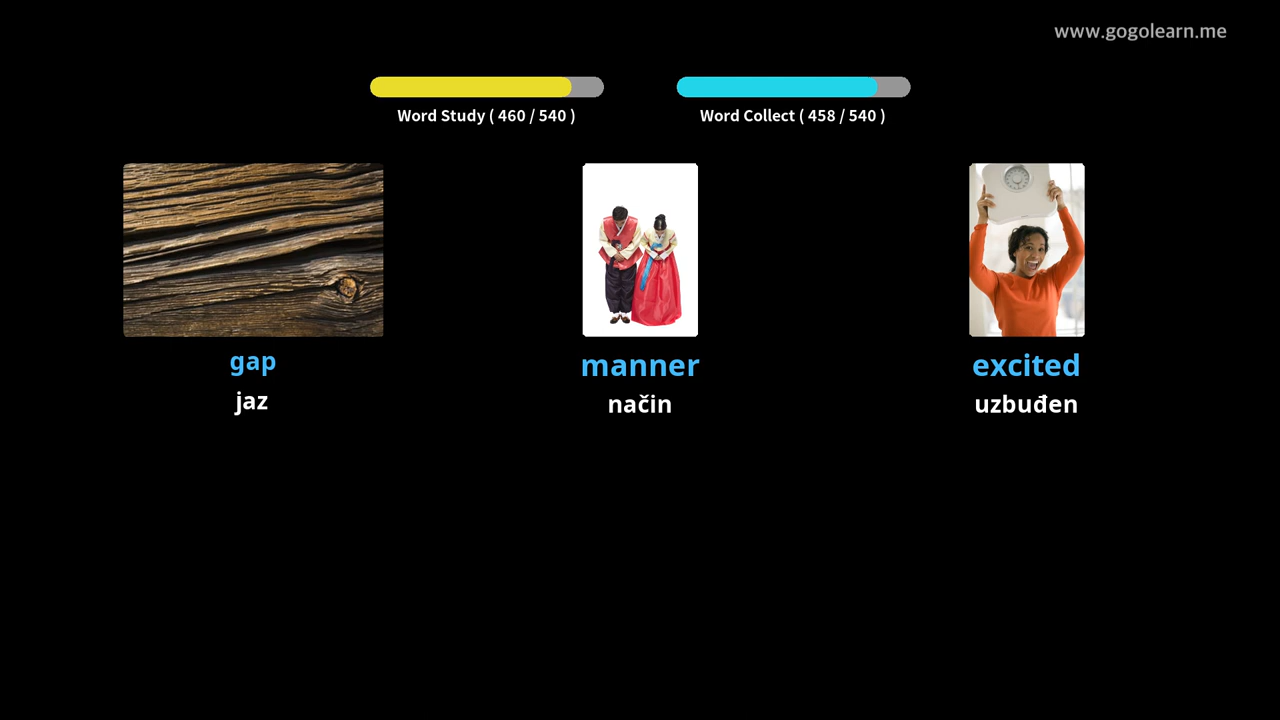 www.gogolearn.me
Word Study ( 460 / 540 )
Word Collect ( 458 / 540 )
gap
manner
excited
jaz
način
uzbuđen